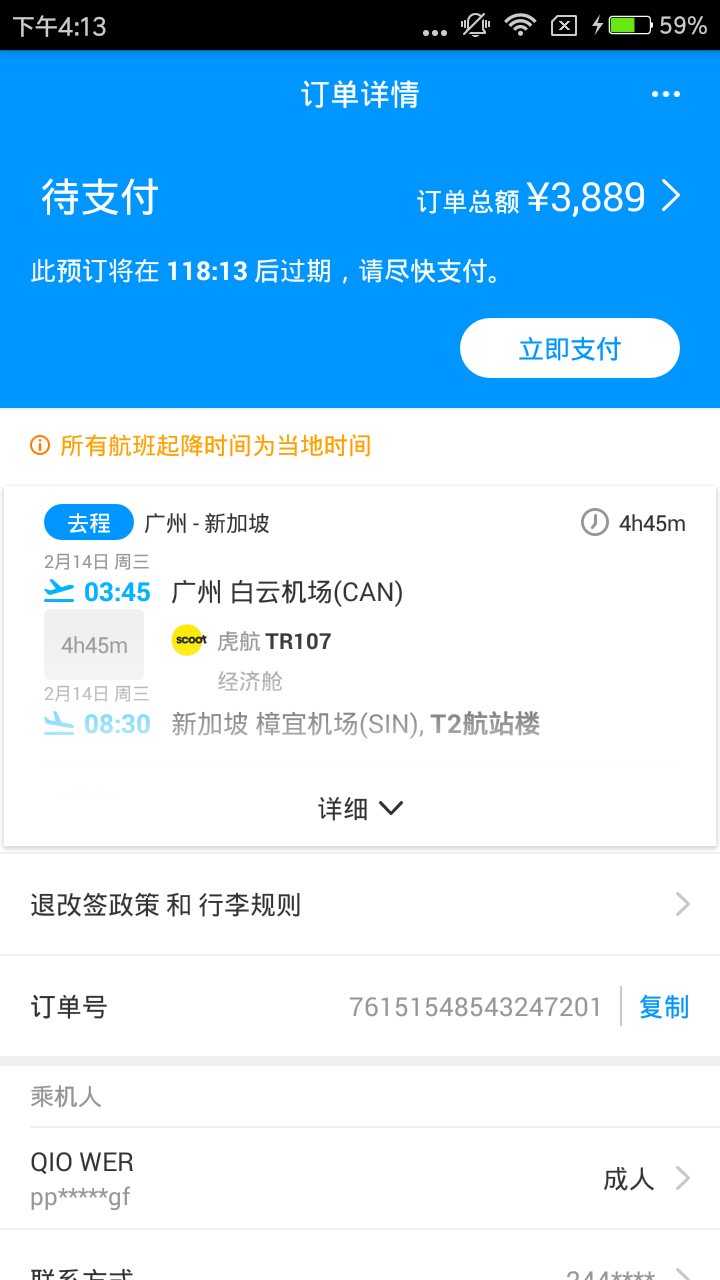 下午4:13
59%
订单详情
待支付
订单总额 ¥3,889
此预订将在 118:13 后过期，请尽快支付。
立即支付
所有航班起降时间为当地时间
去程 广州 - 新加坡 4h45m
2月14日 周三
03:45 广州 白云机场(CAN)
4h45m
scoot 虎航 TR107
经济舱
2月14日 周三
08:30 新加坡 樟宜机场(SIN), T2航站楼
详细
退改签政策 和 行李规则
订单号 76151548543247201 复制
乘机人
QIO WER
pp*****gf
成人
联系方式 244****